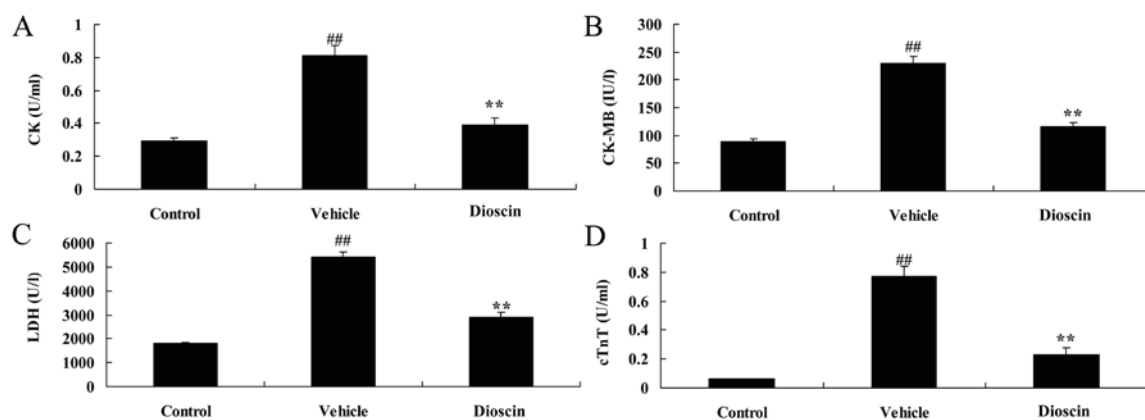 A
CK (U/ml)
1
0.8
0.6
0.4
0.2
0
##
**
Control
Vehicle
Dioscin
B
CK-MB (IU/l)
300
250
200
150
100
50
0
##
**
Control
Vehicle
Dioscin
C
LDH (U/l)
6000
5000
4000
3000
2000
1000
0
##
**
Control
Vehicle
Dioscin
D
cTnT (U/ml)
1
0.8
0.6
0.4
0.2
0
##
**
Control
Vehicle
Dioscin